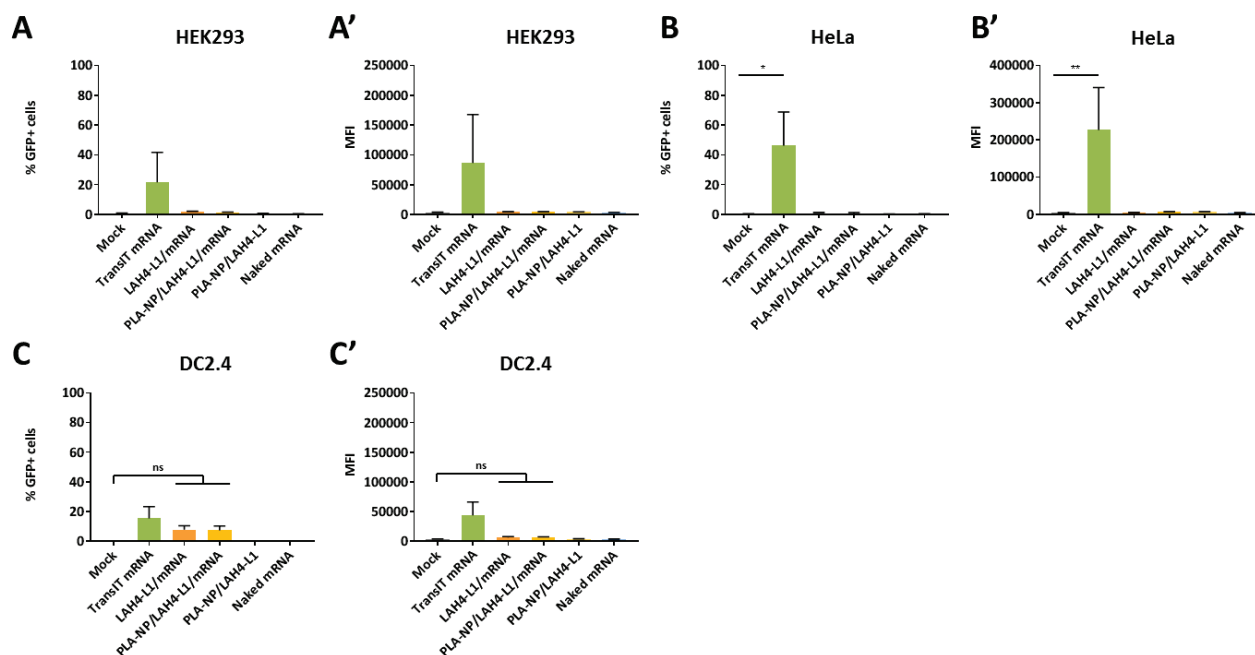 A
HEK293
% GFP+ cells
100
80
60
40
20
0
Mock
TransIT mRNA
LAH4-L1/mRNA
PLA-NP/LAH4-L1/mRNA
PLA-NP/LAH4-L1
Naked mRNA
A’
HEK293
MFI
250000
200000
150000
100000
50000
0
Mock
TransIT mRNA
LAH4-L1/mRNA
PLA-NP/LAH4-L1/mRNA
PLA-NP/LAH4-L1
Naked mRNA
B
HeLa
% GFP+ cells
100
80
60
40
20
0
*
Mock
TransIT mRNA
LAH4-L1/mRNA
PLA-NP/LAH4-L1/mRNA
PLA-NP/LAH4-L1
Naked mRNA
B’
HeLa
MFI
400000
300000
200000
100000
0
**
Mock
TransIT mRNA
LAH4-L1/mRNA
PLA-NP/LAH4-L1/mRNA
PLA-NP/LAH4-L1
Naked mRNA
C
DC2.4
% GFP+ cells
100
80
60
40
20
0
ns
Mock
TransIT mRNA
LAH4-L1/mRNA
PLA-NP/LAH4-L1/mRNA
PLA-NP/LAH4-L1
Naked mRNA
C’
DC2.4
MFI
250000
200000
150000
100000
50000
0
ns
Mock
TransIT mRNA
LAH4-L1/mRNA
PLA-NP/LAH4-L1/mRNA
PLA-NP/LAH4-L1
Naked mRNA